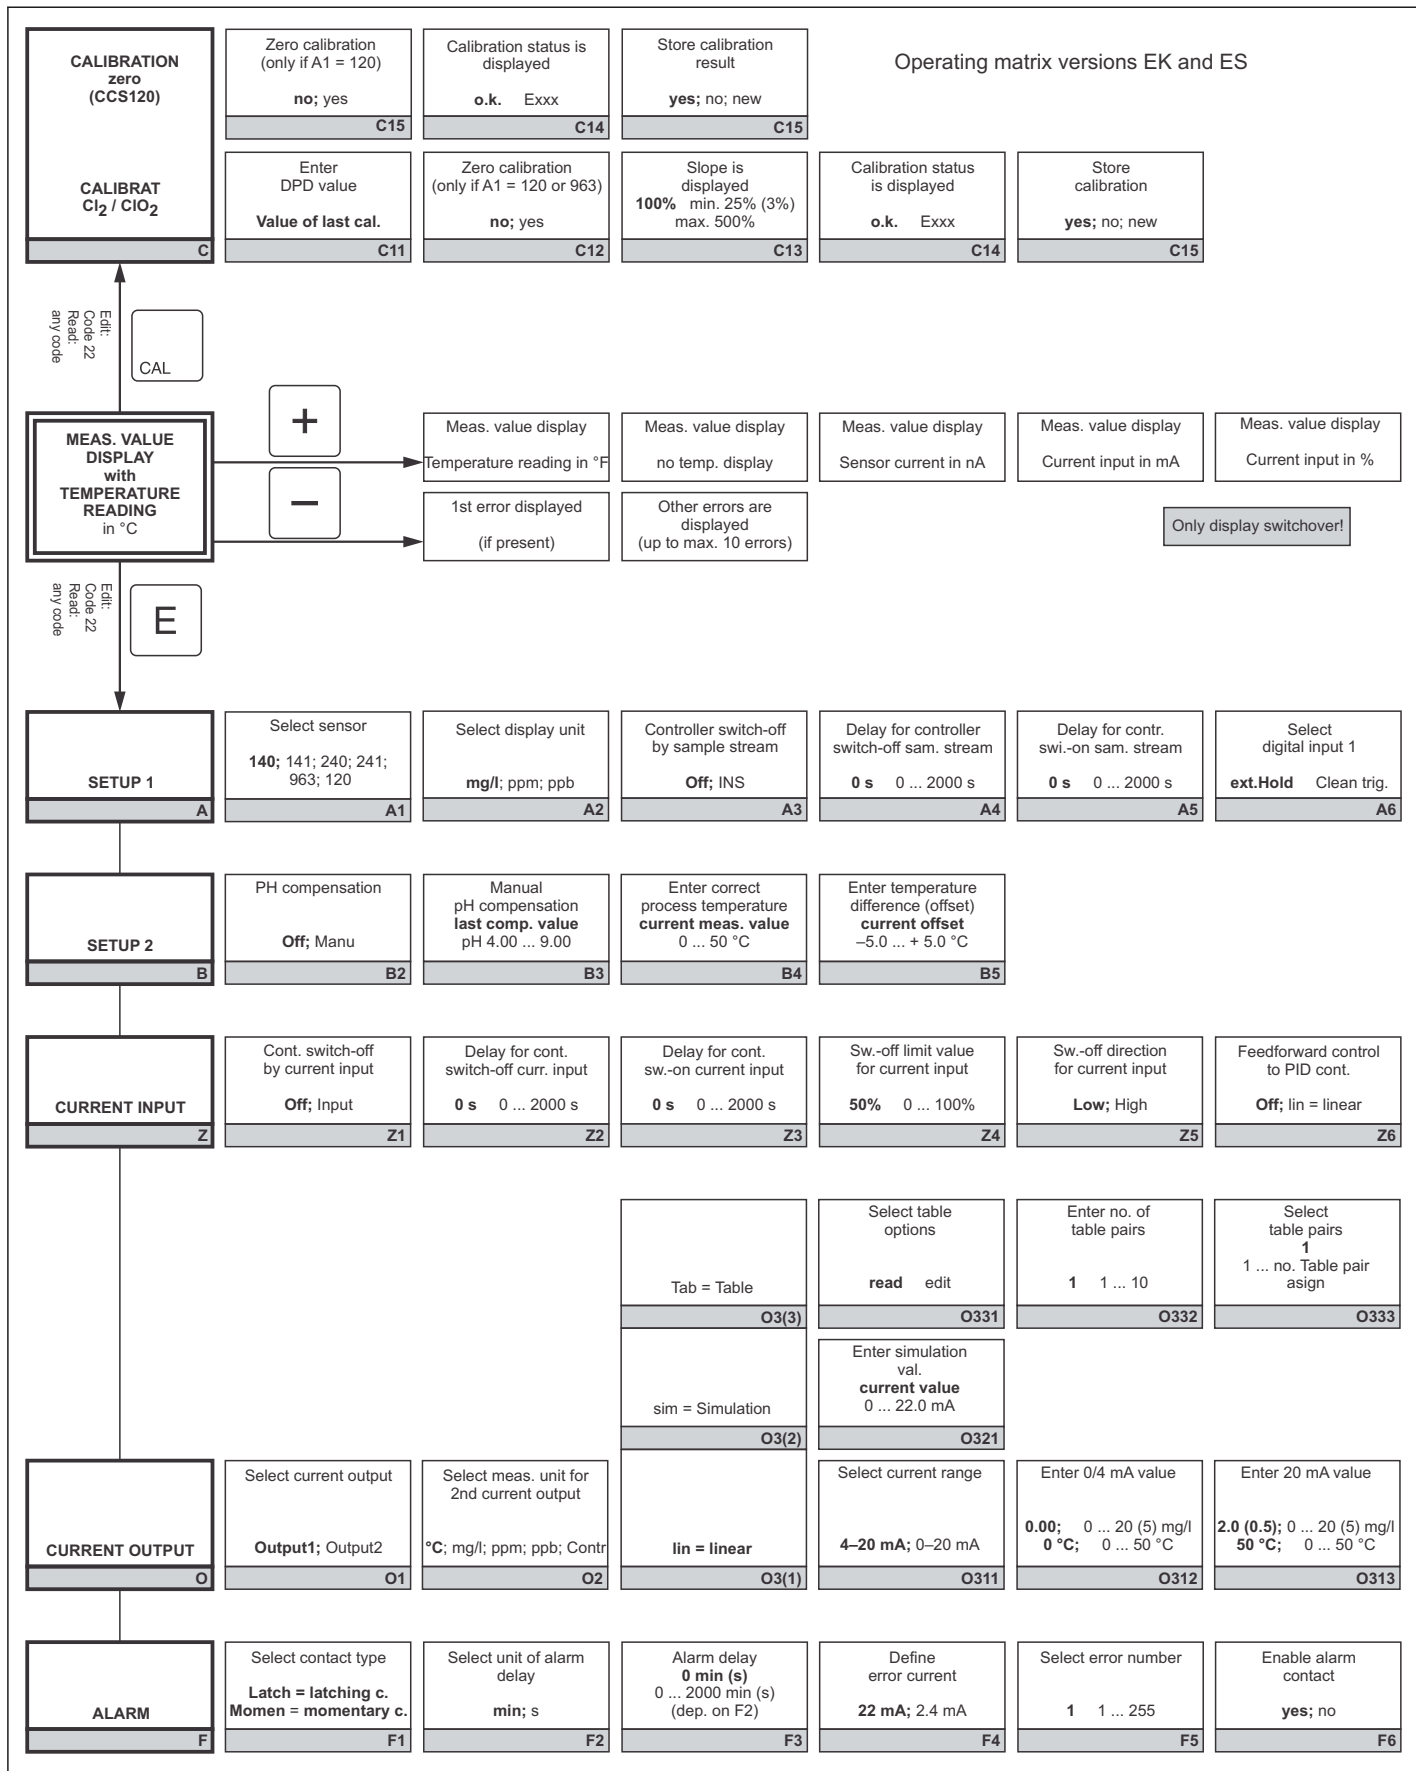 Operating matrix versions EK and ES
CALIBRATION
zero
(CCS120)
CALIBRAT
Cl2 / ClO2
C
Zero calibration
(only if A1 = 120)
no; yes
C15
Calibration status is
displayed
o.k. Exxx
C14
Store calibration
result
yes; no; new
C15
Enter
DPD value
Value of last cal.
C11
Zero calibration
(only if A1 = 120 or 963)
no; yes
C12
Slope is
displayed
100% min. 25% (3%)
max. 500%
C13
Calibration status
is displayed
o.k. Exxx
C14
Store
calibration
yes; no; new
C15
Edit:
Code 22
Read:
any code
CAL
MEAS. VALUE
DISPLAY
with
TEMPERATURE
READING
in °C
+
–
Meas. value display
Temperature reading in °F
Meas. value display
no temp. display
Meas. value display
Sensor current in nA
Meas. value display
Current input in mA
Meas. value display
Current input in %
1st error displayed
(if present)
Other errors are
displayed
(up to max. 10 errors)
Only display switchover!
Edit:
Code 22
Read:
any code
E
SETUP 1
A
Select sensor
140; 141; 240; 241;
963; 120
A1
Select display unit
mg/l; ppm; ppb
A2
Controller switch-off
by sample stream
Off; INS
A3
Delay for controller
switch-off sam. stream
0 s 0 ... 2000 s
A4
Delay for contr.
swi.-on sam. stream
0 s 0 ... 2000 s
A5
Select
digital input 1
ext.Hold Clean trig.
A6
SETUP 2
B
PH compensation
Off; Manu
B2
Manual
pH compensation
last comp. value
pH 4.00 ... 9.00
B3
Enter correct
process temperature
current meas. value
0 ... 50 °C
B4
Enter temperature
difference (offset)
current offset
–5.0 ... + 5.0 °C
B5
CURRENT INPUT
Z
Cont. switch-off
by current input
Off; Input
Z1
Delay for cont.
switch-off curr. input
0 s 0 ... 2000 s
Z2
Delay for cont.
sw.-on current input
0 s 0 ... 2000 s
Z3
Sw.-off limit value
for current input
50% 0 ... 100%
Z4
Sw.-off direction
for current input
Low; High
Z5
Feedforward control
to PID cont.
Off; lin = linear
Z6
Tab = Table
O3(3)
Select table
options
read edit
O331
Enter no. of
table pairs
1 1 ... 10
O332
Select
table pairs
1
1 ... no. Table pair
asign
O333
sim = Simulation
O3(2)
Enter simulation
val.
current value
0 ... 22.0 mA
O321
CURRENT OUTPUT
O
Select current output
Output1; Output2
O1
Select meas. unit for
2nd current output
°C; mg/l; ppm; ppb; Contr
O2
lin = linear
O3(1)
Select current range
4–20 mA; 0–20 mA
O311
Enter 0/4 mA value
0.00; 0 ... 20 (5) mg/l
0 °C; 0 ... 50 °C
O312
Enter 20 mA value
2.0 (0.5); 0 ... 20 (5) mg/l
50 °C; 0 ... 50 °C
O313
ALARM
F
Select contact type
Latch = latching c.
Momen = momentary c.
F1
Select unit of alarm
delay
min; s
F2
Alarm delay
0 min (s)
0 ... 2000 min (s)
(dep. on F2)
F3
Define
error current
22 mA; 2.4 mA
F4
Select error number
1 1 ... 255
F5
Enable alarm
contact
yes; no
F6